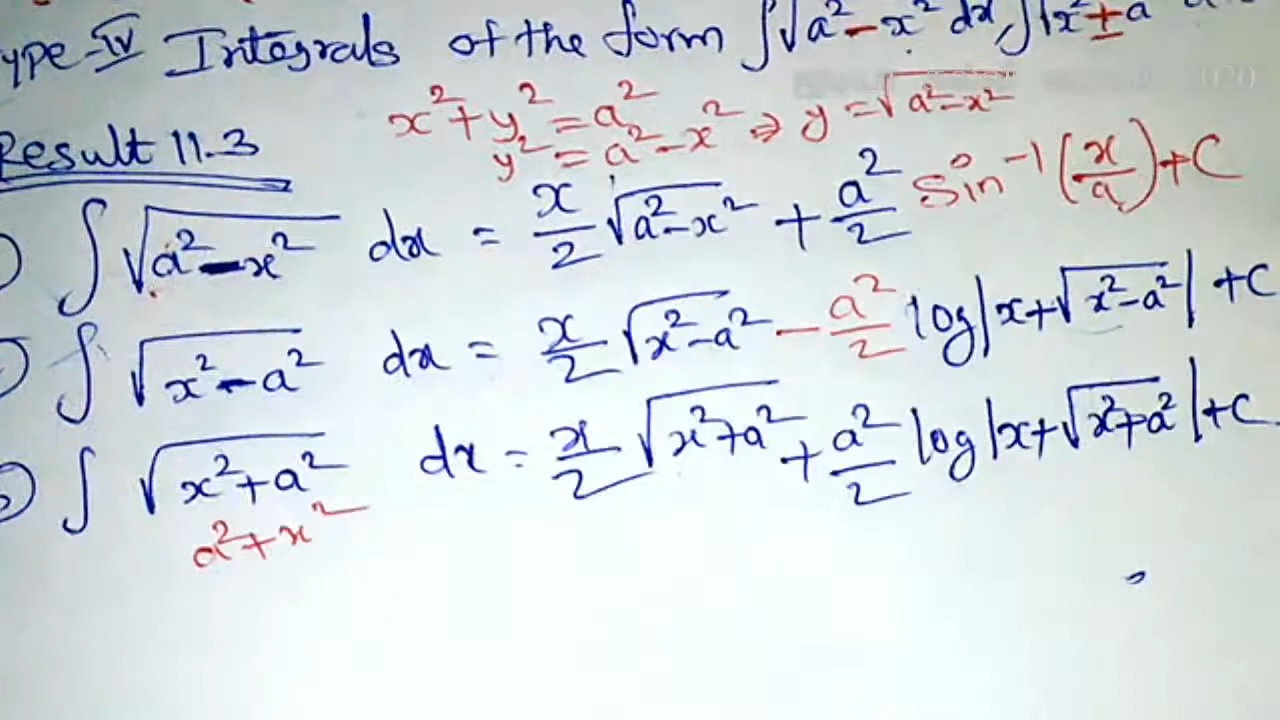 ype-IV Integrals of the form ∫√a²-x² dx, ∫√x²±a
x²+y²=a²
y²=a²-x² ⇒ y=√a²-x²
Result 11.3
) ∫√a²-x² dx = x/2 √a²-x² + a²/2 sin⁻¹(x/a)+C
) ∫√x²-a² dx = x/2 √x²-a² - a²/2 log|x+√x²-a²| +C
) ∫√x²+a² dx = x/2 √x²+a² + a²/2 log|x+√x²+a²|+C
a²+x²